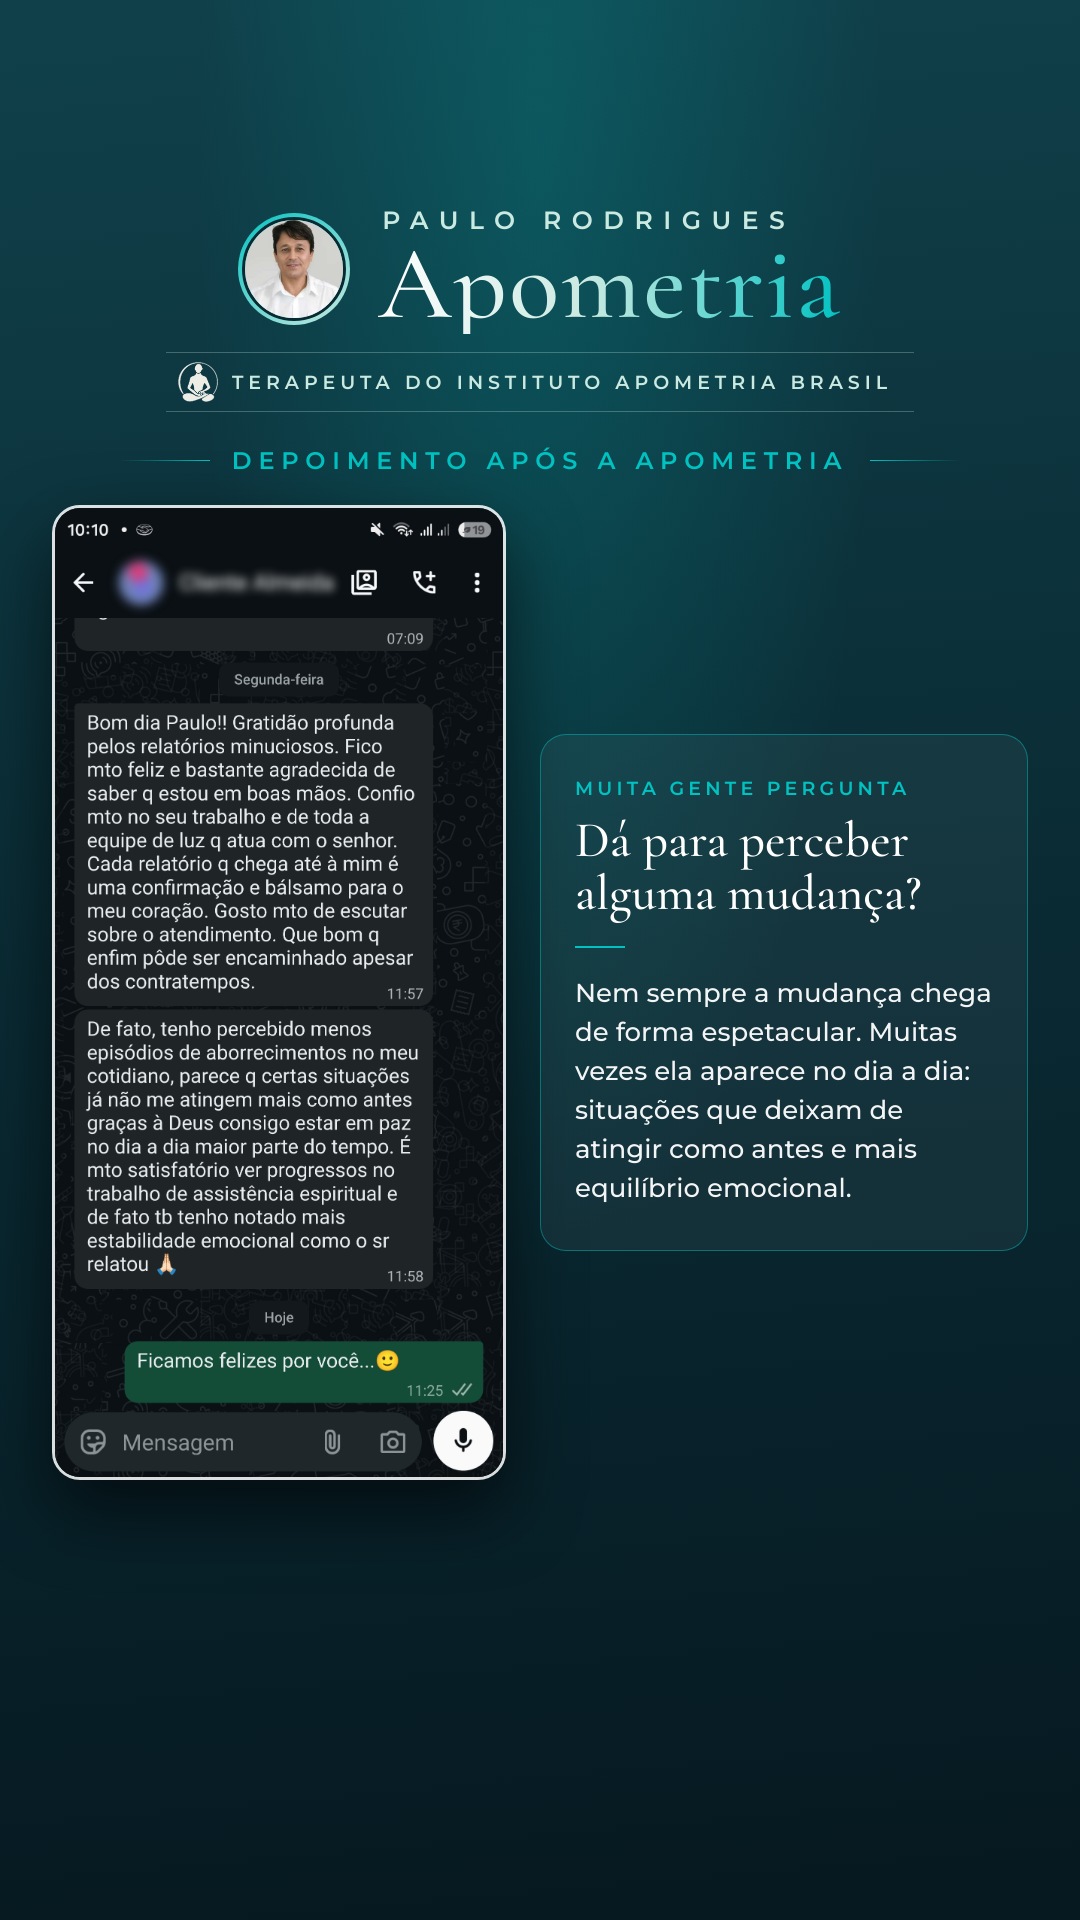 PAULO RODRIGUES
Apometria
TERAPEUTA DO INSTITUTO APOMETRIA BRASIL
DEPOIMENTO APÓS A APOMETRIA
10:10
19
07:09
Segunda-feira
Bom dia Paulo!! Gratidão profunda
pelos relatórios minuciosos. Fico
mto feliz e bastante agradecida de
saber q estou em boas mãos. Confio
mto no seu trabalho e de toda a
equipe de luz q atua com o senhor.
Cada relatório q chega até à mim é
uma confirmação e bálsamo para o
meu coração. Gosto mto de escutar
sobre o atendimento. Que bom q
enfim pôde ser encaminhado apesar
dos contratempos.
11:57
De fato, tenho percebido menos
episódios de aborrecimentos no meu
cotidiano, parece q certas situações
já não me atingem mais como antes
graças à Deus consigo estar em paz
no dia a dia maior parte do tempo. É
mto satisfatório ver progressos no
trabalho de assistência espiritual e
de fato tb tenho notado mais
estabilidade emocional como o sr
relatou 🙏🏻
11:58
Hoje
Ficamos felizes por você...🙂
11:25
Mensagem
MUITA GENTE PERGUNTA
Dá para perceber
alguma mudança?
Nem sempre a mudança chega
de forma espetacular. Muitas
vezes ela aparece no dia a dia:
situações que deixam de
atingir como antes e mais
equilíbrio emocional.